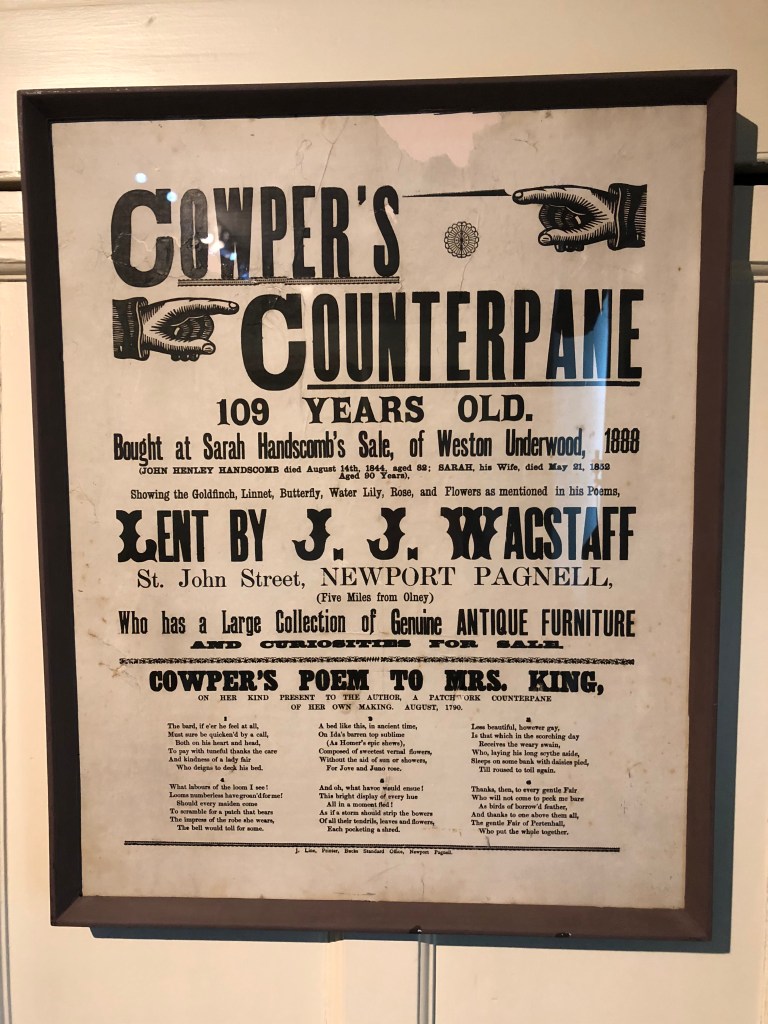 COWPER'S
COUNTERPANE
109 YEARS OLD.
Bought at Sarah Handscomb's Sale, of Weston Underwood, 1888
(JOHN HENLEY HANDSCOMB died August 14th, 1844, aged 82; SARAH, his Wife, died May 21, 1852
Aged 90 Years),
Showing the Goldfinch, Linnet, Butterfly, Water Lily, Rose, and Flowers as mentioned in his Poems,
LENT BY J. J. WAGSTAFF
St. John Street, NEWPORT PAGNELL,
(Five Miles from Olney)
Who has a Large Collection of Genuine ANTIQUE FURNITURE
AND CURIOSITIES FOR SALE
COWPER'S POEM TO MRS. KING,
ON HER KIND PRESENT TO THE AUTHOR, A PATCH ORK COUNTERPANE
OF HER OWN MAKING. AUGUST, 1790.
1
The bard, if e'er he feel at all,
Must sure be quicken'd by a call,
Both on his heart and head,
To pay with tuneful thanks the care
And kindness of a lady fair
Who deigns to deck his bed.
2
A bed like this, in ancient time,
On Ida's barren top sublime
(As Homer's epic shews),
Composed of sweetest vernal flowers,
Without the aid of sun or showers,
For Jove and Juno rose.
3
Less beautiful, however gay,
Is that which in the scorching day
Receives the weary swain,
Who, laying his long scythe aside,
Sleeps on some bank with daisies pied,
Till roused to toil again.
4
What labours of the loom I see!
Looms numberless have groan'd for me!
Should every maiden come
To scramble for a patch that bears
The impress of the robe she wears,
The bell would toll for some.
5
And oh, what havoc would ensue!
This bright display of every hue
All in a moment fled!
As if a storm should strip the bowers
Of all their tendrils, leaves and flowers,
Each pocketing a shred.
6
Thanks, then, to every gentle Fair
Who will not come to peck me bare
As birds of borrow'd feather,
And thanks to one above them all,
The gentle Fair of Pertenhall,
Who put the whole together.
J. Line, Printer, Bucks Standard Office, Newport Pagnell.